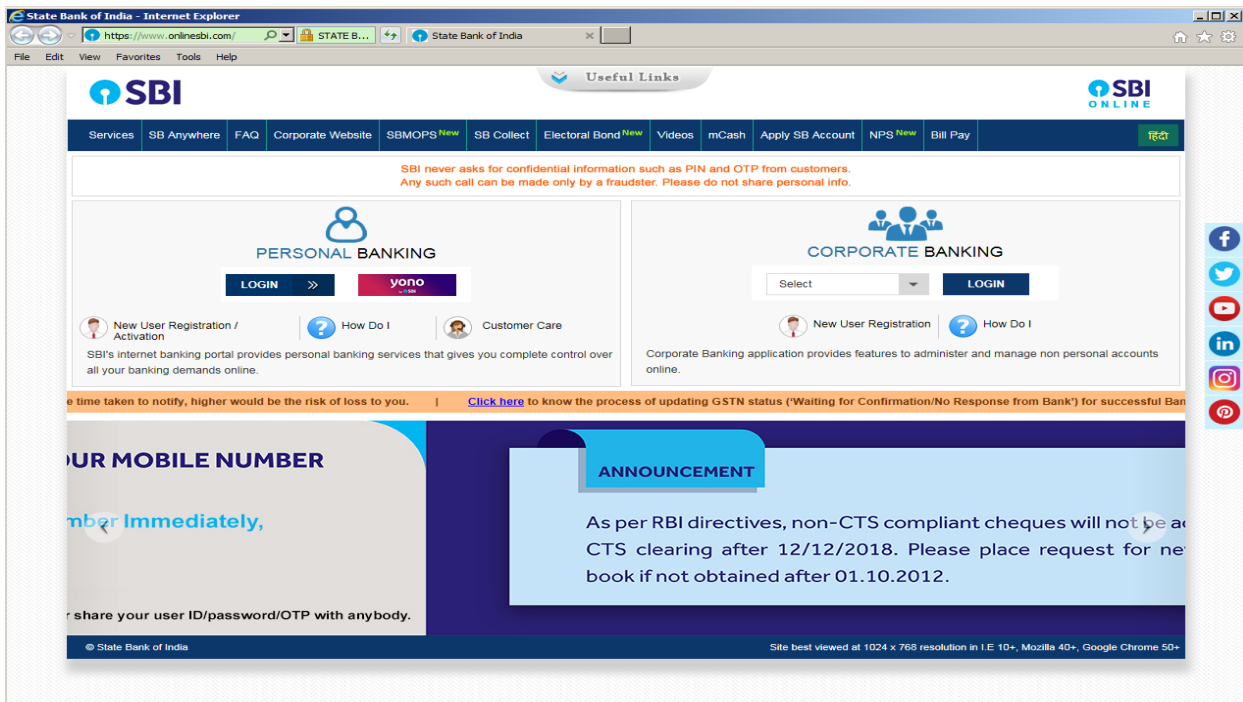 State Bank of India - Internet Explorer
https://www.onlinesbi.com/ STATE B... State Bank of India
File Edit View Favorites Tools Help
Useful Links
SBI
SBI
ONLINE
Services SB Anywhere FAQ Corporate Website SBMOPS New SB Collect Electoral Bond New Videos mCash Apply SB Account NPS New Bill Pay हिंदी
SBI never asks for confidential information such as PIN and OTP from customers.
Any such call can be made only by a fraudster. Please do not share personal info.
PERSONAL BANKING
LOGIN » yono
New User Registration / Activation
How Do I
Customer Care
SBI's internet banking portal provides personal banking services that gives you complete control over
all your banking demands online.
CORPORATE BANKING
Select LOGIN
New User Registration
How Do I
Corporate Banking application provides features to administer and manage non personal accounts
online.
e time taken to notify, higher would be the risk of loss to you. | Click here to know the process of updating GSTN status ('Waiting for Confirmation/No Response from Bank') for successful Ban
OUR MOBILE NUMBER
mber Immediately,
r share your user ID/password/OTP with anybody.
ANNOUNCEMENT
As per RBI directives, non-CTS compliant cheques will not be a
CTS clearing after 12/12/2018. Please place request for ne
book if not obtained after 01.10.2012.
© State Bank of India
Site best viewed at 1024 x 768 resolution in I.E 10+, Mozilla 40+, Google Chrome 50+